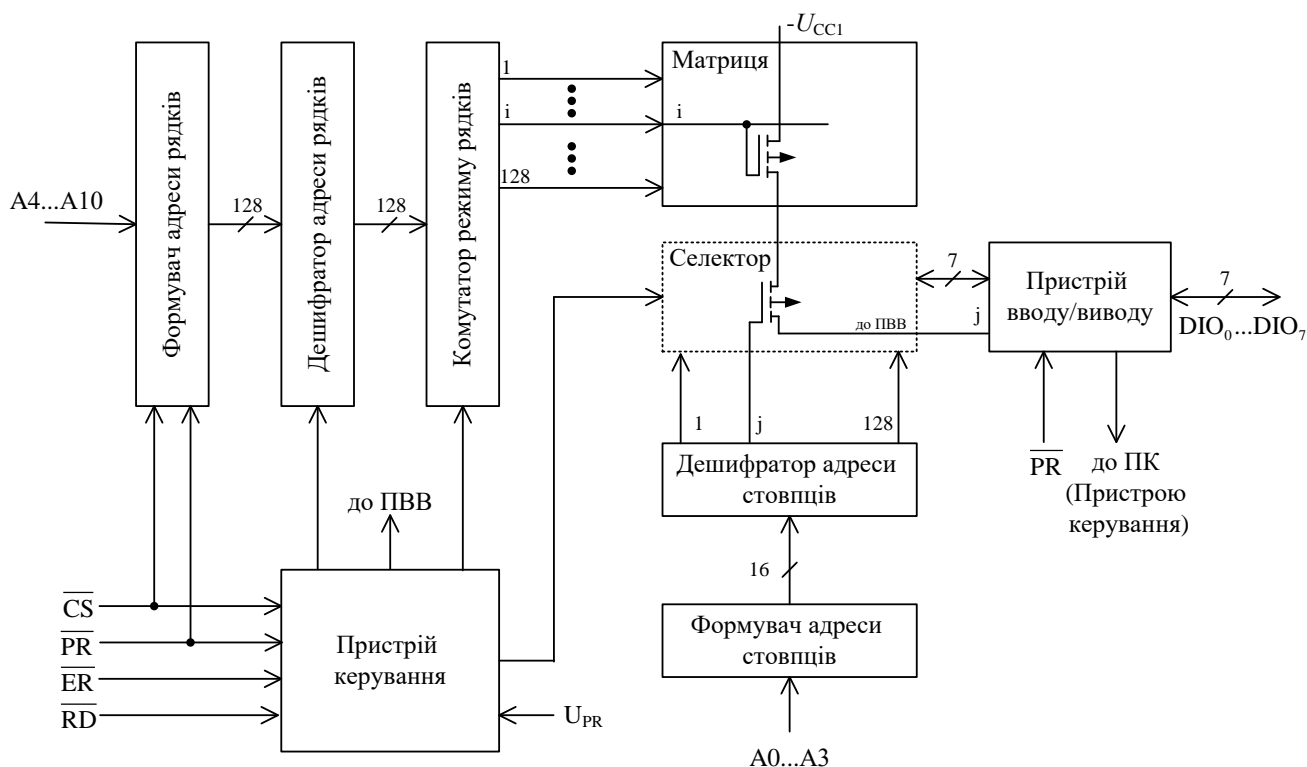 -UCC1
Матриця
Формувач адреси рядків
Дешифратор адреси рядків
Комутатор режиму рядків
1
i
i
128
A4...A10
128
128
Селектор
до ПВВ
j
7
Пристрій
вводу/виводу
7
DIO0...DIO7
1
j
128
Дешифратор адреси
стовпців
PR
до ПК
(Пристрою
керування)
до ПВВ
16
CS
PR
ER
RD
Пристрій
керування
UPR
Формувач адреси
стовпців
A0...A3